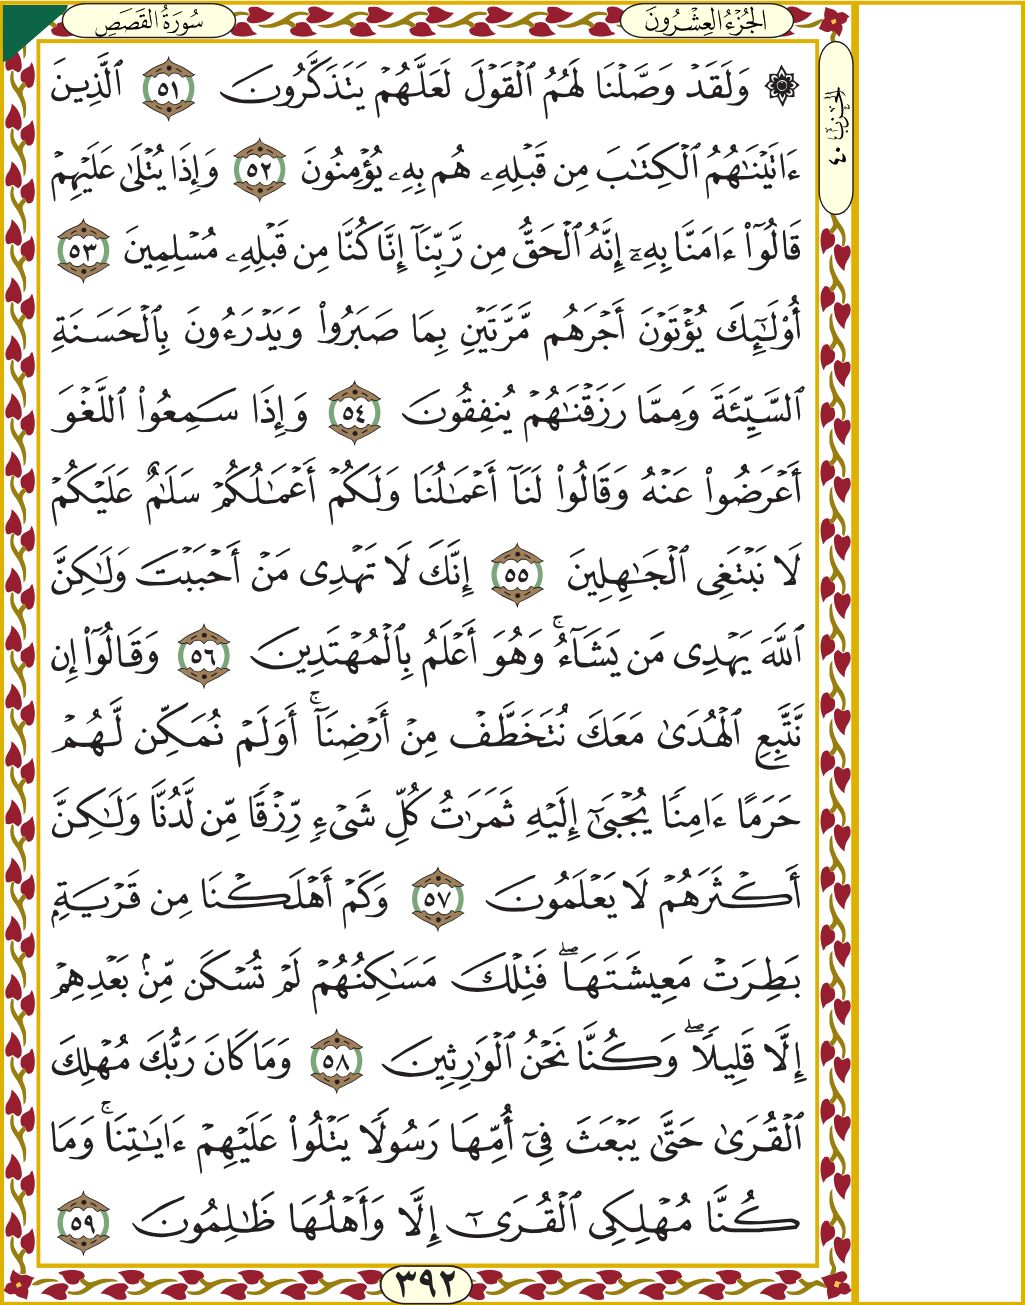 سُورَةُ القَصَصِ
الجُزْءُ العِشْرُونَ
الحِزْبُ ٤٠
۞ وَلَقَدْ وَصَّلْنَا لَهُمُ ٱلْقَوْلَ لَعَلَّهُمْ يَتَذَكَّرُونَ ٥١ ٱلَّذِينَ
ءَاتَيْنَٰهُمُ ٱلْكِتَٰبَ مِن قَبْلِهِۦ هُم بِهِۦ يُؤْمِنُونَ ٥٢ وَإِذَا يُتْلَىٰ عَلَيْهِمْ
قَالُوٓا۟ ءَامَنَّا بِهِۦٓ إِنَّهُ ٱلْحَقُّ مِن رَّبِّنَآ إِنَّا كُنَّا مِن قَبْلِهِۦ مُسْلِمِينَ ٥٣
أُو۟لَٰٓئِكَ يُؤْتَوْنَ أَجْرَهُم مَّرَّتَيْنِ بِمَا صَبَرُوا۟ وَيَدْرَءُونَ بِٱلْحَسَنَةِ
ٱلسَّيِّئَةَ وَمِمَّا رَزَقْنَٰهُمْ يُنفِقُونَ ٥٤ وَإِذَا سَمِعُوا۟ ٱللَّغْوَ
أَعْرَضُوا۟ عَنْهُ وَقَالُوا۟ لَنَآ أَعْمَٰلُنَا وَلَكُمْ أَعْمَٰلُكُمْ سَلَٰمٌ عَلَيْكُمْ
لَا نَبْتَغِى ٱلْجَٰهِلِينَ ٥٥ إِنَّكَ لَا تَهْدِى مَنْ أَحْبَبْتَ وَلَٰكِنَّ
ٱللَّهَ يَهْدِى مَن يَشَآءُ ۚ وَهُوَ أَعْلَمُ بِٱلْمُهْتَدِينَ ٥٦ وَقَالُوٓا۟ إِن
نَّتَّبِعِ ٱلْهُدَىٰ مَعَكَ نُتَخَطَّفْ مِنْ أَرْضِنَآ ۚ أَوَلَمْ نُمَكِّن لَّهُمْ
حَرَمًا ءَامِنًا يُجْبَىٰٓ إِلَيْهِ ثَمَرَٰتُ كُلِّ شَىْءٍ رِّزْقًا مِّن لَّدُنَّا وَلَٰكِنَّ
أَكْثَرَهُمْ لَا يَعْلَمُونَ ٥٧ وَكَمْ أَهْلَكْنَا مِن قَرْيَةٍۭ
بَطِرَتْ مَعِيشَتَهَا ۖ فَتِلْكَ مَسَٰكِنُهُمْ لَمْ تُسْكَن مِّنۢ بَعْدِهِمْ
إِلَّا قَلِيلًا ۖ وَكُنَّا نَحْنُ ٱلْوَٰرِثِينَ ٥٨ وَمَا كَانَ رَبُّكَ مُهْلِكَ
ٱلْقُرَىٰ حَتَّىٰ يَبْعَثَ فِىٓ أُمِّهَا رَسُولًا يَتْلُوا۟ عَلَيْهِمْ ءَايَٰتِنَا ۚ وَمَا
كُنَّا مُهْلِكِى ٱلْقُرَىٰٓ إِلَّا وَأَهْلُهَا ظَٰلِمُونَ ٥٩
٣٩٢